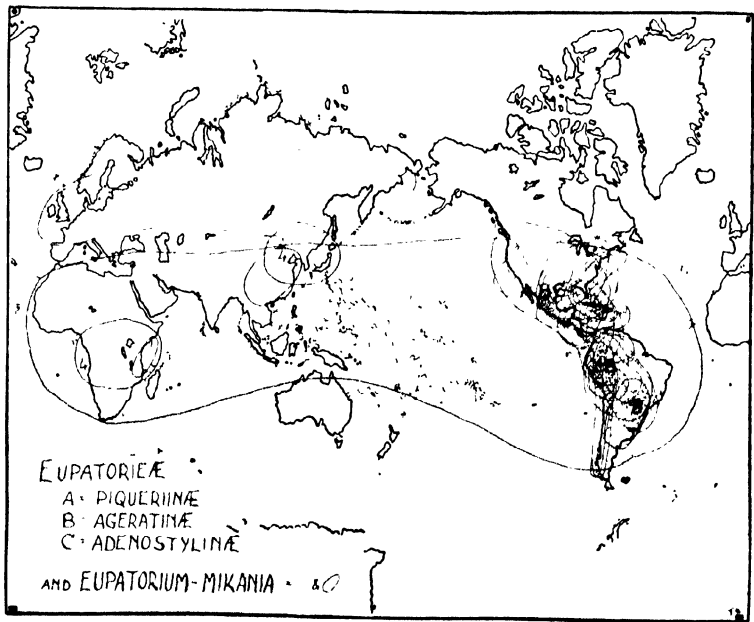 EUPATORIEÆ
A = PIQUERIINÆ
B = AGERATINÆ
C = ADENOSTYLINÆ
AND EUPATORIUM-MIKANIA = &